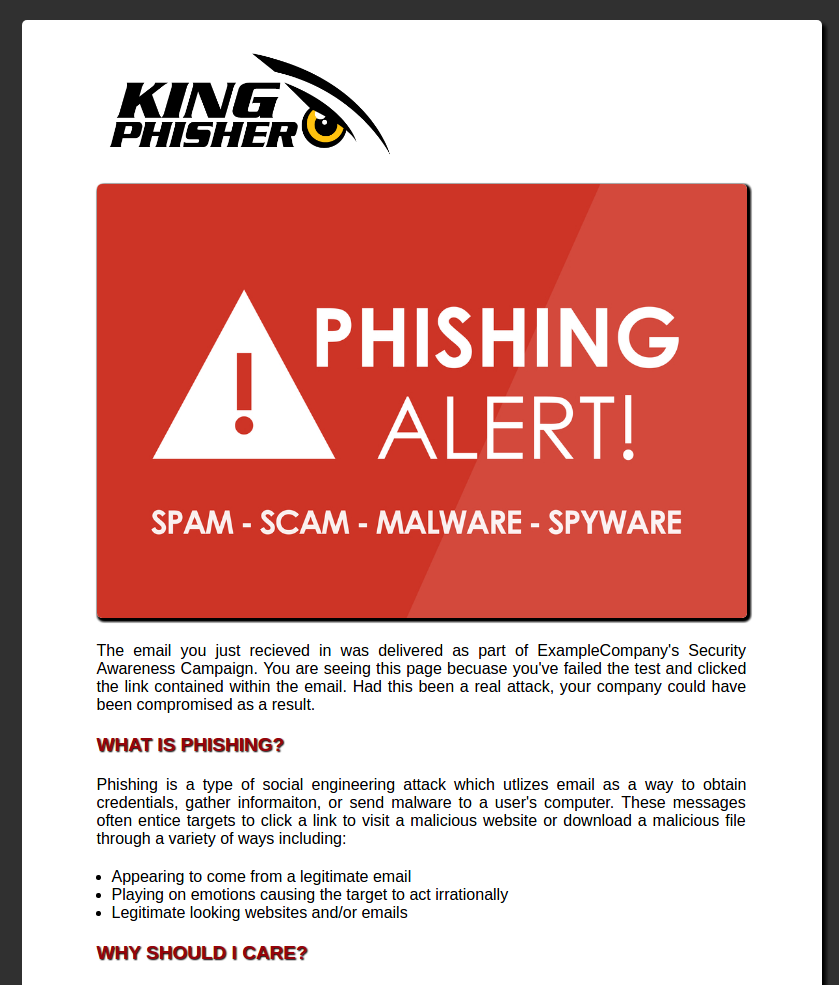 KING
PHISHER
PHISHING
ALERT!
SPAM - SCAM - MALWARE - SPYWARE
The email you just recieved in was delivered as part of ExampleCompany's Security
Awareness Campaign. You are seeing this page becuase you've failed the test and clicked
the link contained within the email. Had this been a real attack, your company could have
been compromised as a result.
WHAT IS PHISHING?
Phishing is a type of social engineering attack which utlizes email as a way to obtain
credentials, gather informaiton, or send malware to a user's computer. These messages
often entice targets to click a link to visit a malicious website or download a malicious file
through a variety of ways including:
• Appearing to come from a legitimate email
• Playing on emotions causing the target to act irrationally
• Legitimate looking websites and/or emails
WHY SHOULD I CARE?